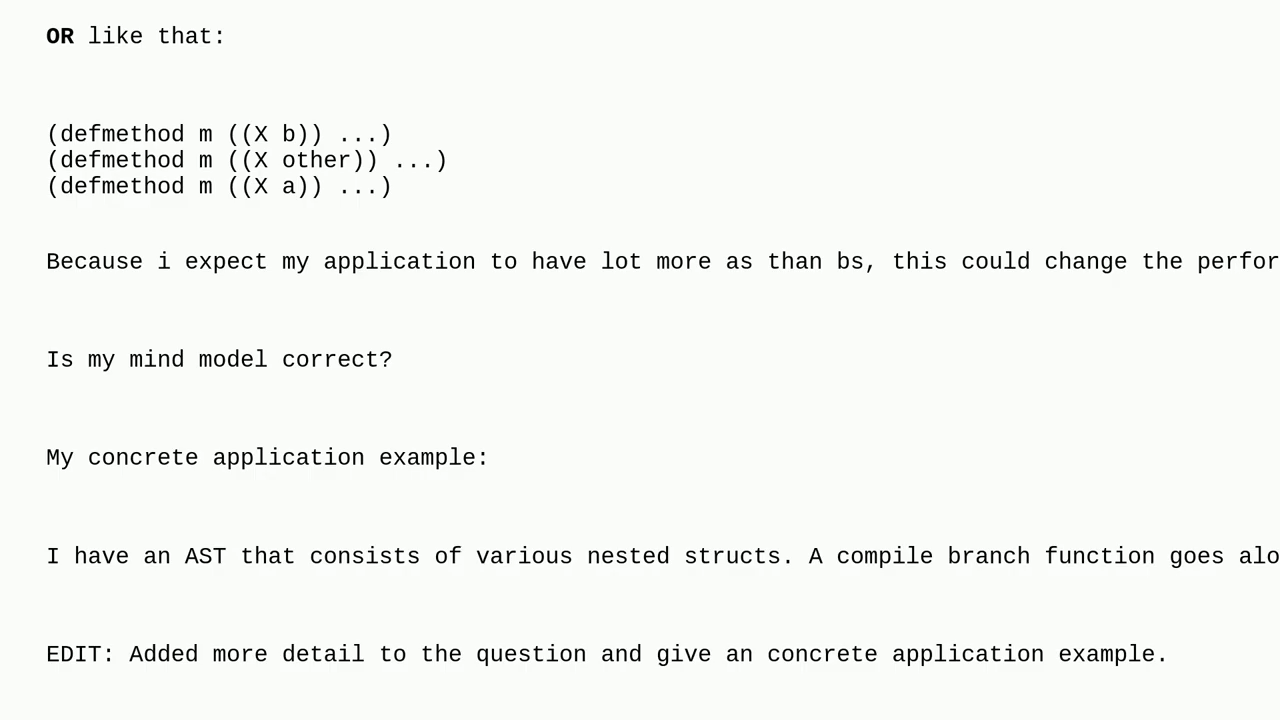 OR like that:
(defmethod m ((X b)) ...)
(defmethod m ((X other)) ...)
(defmethod m ((X a)) ...)
Because i expect my application to have lot more as than bs, this could change the perfor
Is my mind model correct?
My concrete application example:
I have an AST that consists of various nested structs. A compile branch function goes alo
EDIT: Added more detail to the question and give an concrete application example.